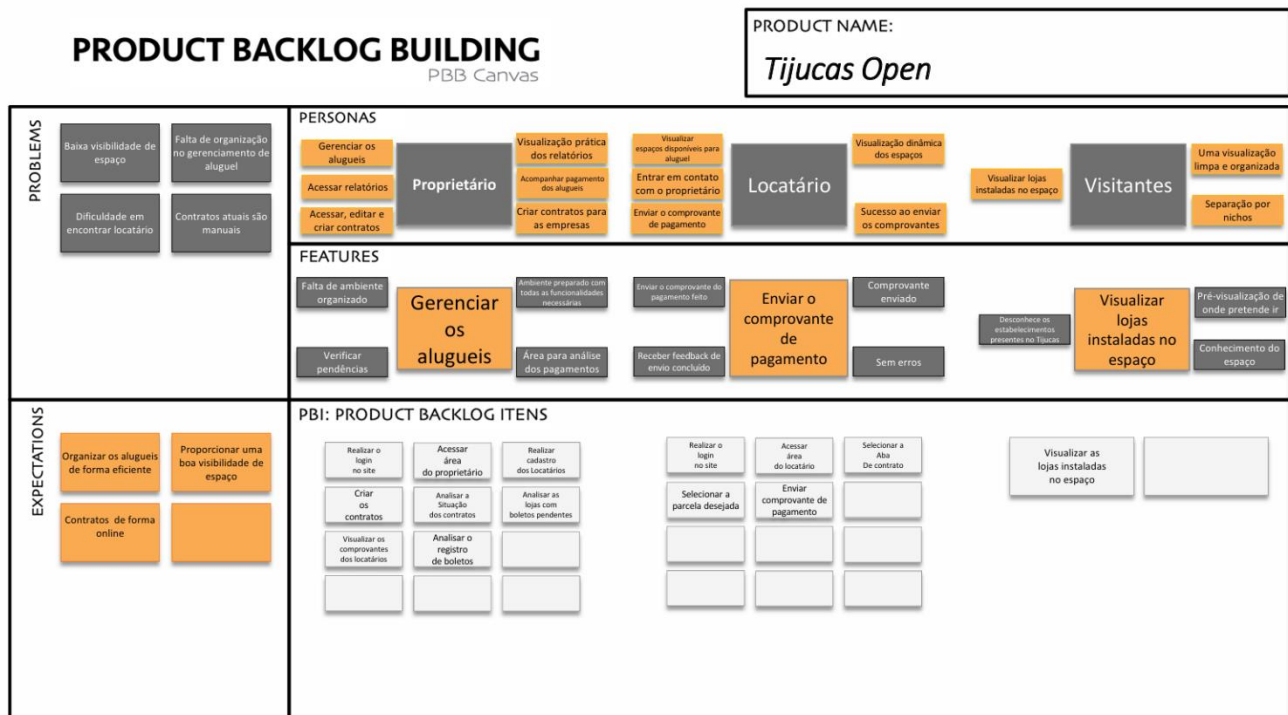 PRODUCT BACKLOG BUILDING
PBB Canvas
PRODUCT NAME:
Tijucas Open
PROBLEMS
Baixa visibilidade de
espaço
Falta de organização
no gerenciamento de
aluguel
Dificuldade em
encontrar locatário
Contratos atuais são
manuais
PERSONAS
Gerenciar os
alugueis
Acessar relatórios
Acessar, editar e
criar contratos
Proprietário
Visualização prática
dos relatórios
Acompanhar pagamento
dos alugueis
Criar contratos para
as empresas
Visualizar
espaços disponíveis para
aluguel
Entrar em contato
com o proprietário
Enviar o comprovante
de pagamento
Locatário
Visualização dinâmica
dos espaços
Sucesso ao enviar
os comprovantes
Visualizar lojas
instaladas no espaço
Visitantes
Uma visualização
limpa e organizada
Separação por
nichos
FEATURES
Falta de ambiente
organizado
Verificar
pendências
Gerenciar
os
alugueis
Ambiente preparado com
todas as funcionalidades
necessárias
Área para análise
dos pagamentos
Enviar o comprovante do
pagamento feito
Receber feedback de
envio concluído
Enviar o
comprovante
de
pagamento
Comprovante
enviado
Sem erros
Desconhece os
estabelecimentos
presentes no Tijucas
Visualizar
lojas
instaladas no
espaço
Pré-visualização de
onde pretende ir
Conhecimento do
espaço
EXPECTATIONS
Organizar os alugueis
de forma eficiente
Proporcionar uma
boa visibilidade de
espaço
Contratos de forma
online
PBI: PRODUCT BACKLOG ITENS
Realizar o
login
no site
Acessar
área
do proprietário
Realizar
cadastro
dos Locatários
Criar
os
contratos
Analisar a
Situação
dos contratos
Analisar as
lojas com
boletos pendentes
Visualizar os
comprovantes
dos locatários
Analisar o
registro
de boletos
Realizar o
login
no site
Acessar
área
do locatário
Selecionar a
Aba
De contrato
Selecionar a
parcela desejada
Enviar
comprovante de
pagamento
Visualizar as
lojas instaladas
no espaço